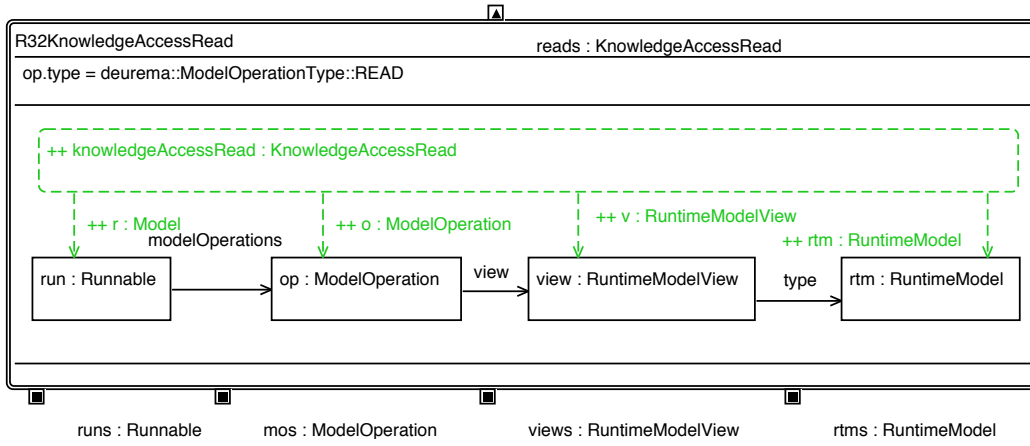 R32KnowledgeAccessRead
reads : KnowledgeAccessRead
op.type = deurema::ModelOperationType::READ
++ knowledgeAccessRead : KnowledgeAccessRead
++ r : Model
++ o : ModelOperation
++ v : RuntimeModelView
++ rtm : RuntimeModel
modelOperations
view
type
run : Runnable
op : ModelOperation
view : RuntimeModelView
rtm : RuntimeModel
runs : Runnable
mos : ModelOperation
views : RuntimeModelView
rtms : RuntimeModel